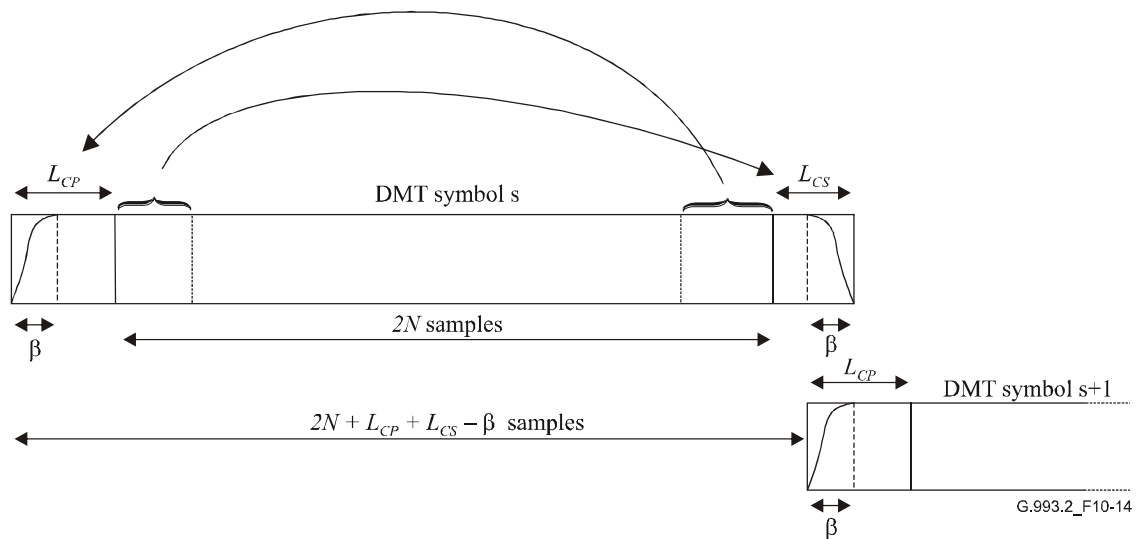 L_CP
DMT symbol s
L_CS
β
2N samples
β
L_CP
DMT symbol s+1
2N + L_CP + L_CS – β samples
β
G.993.2_F10-14